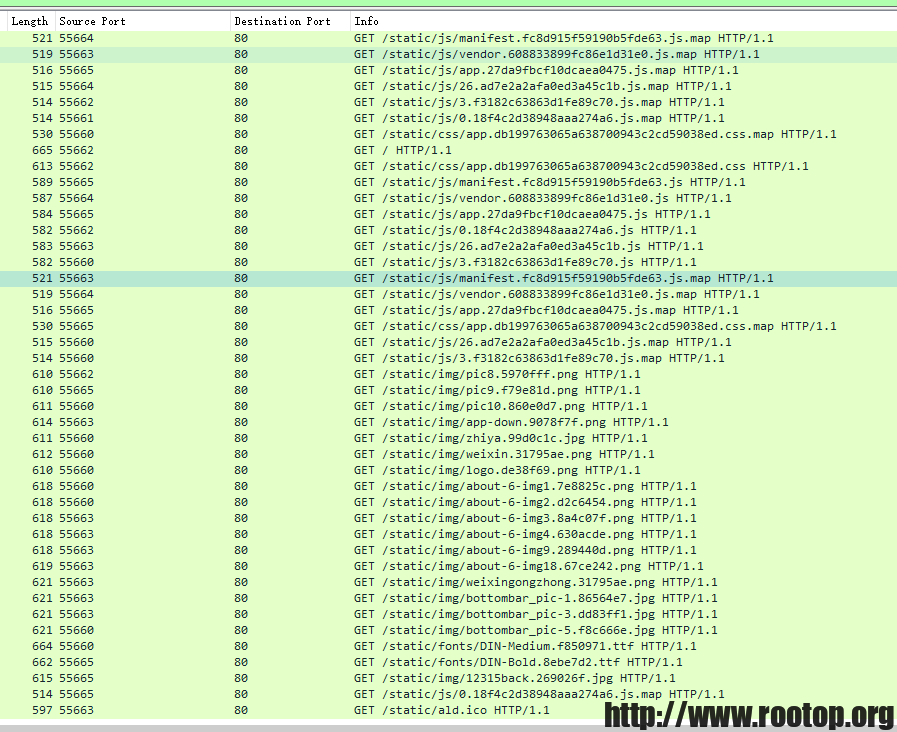 Length Source Port Destination Port Info
521 55664 80 GET /static/js/manifest.fc8d915f59190b5fde63.js.map HTTP/1.1
519 55663 80 GET /static/js/vendor.608833899fc86e1d31e0.js.map HTTP/1.1
516 55665 80 GET /static/js/app.27da9fbcf10dcaea0475.js.map HTTP/1.1
515 55664 80 GET /static/js/26.ad7e2a2afa0ed3a45c1b.js.map HTTP/1.1
514 55662 80 GET /static/js/3.f3182c63863d1fe89c70.js.map HTTP/1.1
514 55661 80 GET /static/js/0.18f4c2d38948aaa274a6.js.map HTTP/1.1
530 55660 80 GET /static/css/app.db199763065a638700943c2cd59038ed.css.map HTTP/1.1
665 55662 80 GET / HTTP/1.1
613 55662 80 GET /static/css/app.db199763065a638700943c2cd59038ed.css HTTP/1.1
589 55665 80 GET /static/js/manifest.fc8d915f59190b5fde63.js HTTP/1.1
587 55664 80 GET /static/js/vendor.608833899fc86e1d31e0.js HTTP/1.1
584 55665 80 GET /static/js/app.27da9fbcf10dcaea0475.js HTTP/1.1
582 55662 80 GET /static/js/0.18f4c2d38948aaa274a6.js HTTP/1.1
583 55663 80 GET /static/js/26.ad7e2a2afa0ed3a45c1b.js HTTP/1.1
582 55660 80 GET /static/js/3.f3182c63863d1fe89c70.js HTTP/1.1
521 55663 80 GET /static/js/manifest.fc8d915f59190b5fde63.js.map HTTP/1.1
519 55664 80 GET /static/js/vendor.608833899fc86e1d31e0.js.map HTTP/1.1
516 55665 80 GET /static/js/app.27da9fbcf10dcaea0475.js.map HTTP/1.1
530 55665 80 GET /static/css/app.db199763065a638700943c2cd59038ed.css.map HTTP/1.1
515 55660 80 GET /static/js/26.ad7e2a2afa0ed3a45c1b.js.map HTTP/1.1
514 55660 80 GET /static/js/3.f3182c63863d1fe89c70.js.map HTTP/1.1
610 55662 80 GET /static/img/pic8.5970fff.png HTTP/1.1
610 55665 80 GET /static/img/pic9.f79e81d.png HTTP/1.1
611 55660 80 GET /static/img/pic10.860e0d7.png HTTP/1.1
614 55663 80 GET /static/img/app-down.9078f7f.png HTTP/1.1
611 55660 80 GET /static/img/zhiya.99d0c1c.jpg HTTP/1.1
612 55660 80 GET /static/img/weixin.31795ae.png HTTP/1.1
610 55660 80 GET /static/img/logo.de38f69.png HTTP/1.1
618 55660 80 GET /static/img/about-6-img1.7e8825c.png HTTP/1.1
618 55660 80 GET /static/img/about-6-img2.d2c6454.png HTTP/1.1
618 55663 80 GET /static/img/about-6-img3.8a4c07f.png HTTP/1.1
618 55663 80 GET /static/img/about-6-img4.630acde.png HTTP/1.1
618 55663 80 GET /static/img/about-6-img9.289440d.png HTTP/1.1
619 55663 80 GET /static/img/about-6-img18.67ce242.png HTTP/1.1
621 55663 80 GET /static/img/weixingongzhong.31795ae.png HTTP/1.1
621 55663 80 GET /static/img/bottombar_pic-1.86564e7.jpg HTTP/1.1
621 55663 80 GET /static/img/bottombar_pic-3.dd83ff1.jpg HTTP/1.1
621 55660 80 GET /static/img/bottombar_pic-5.f8c666e.jpg HTTP/1.1
664 55660 80 GET /static/fonts/DIN-Medium.f850971.ttf HTTP/1.1
662 55665 80 GET /static/fonts/DIN-Bold.8ebe7d2.ttf HTTP/1.1
615 55665 80 GET /static/img/12315back.269026f.jpg HTTP/1.1
514 55665 80 GET /static/js/0.18f4c2d38948aaa274a6.js.map HTTP/1.1
597 55663 80 GET /static/ald.ico HTTP/1.1
http://www.rootop.org